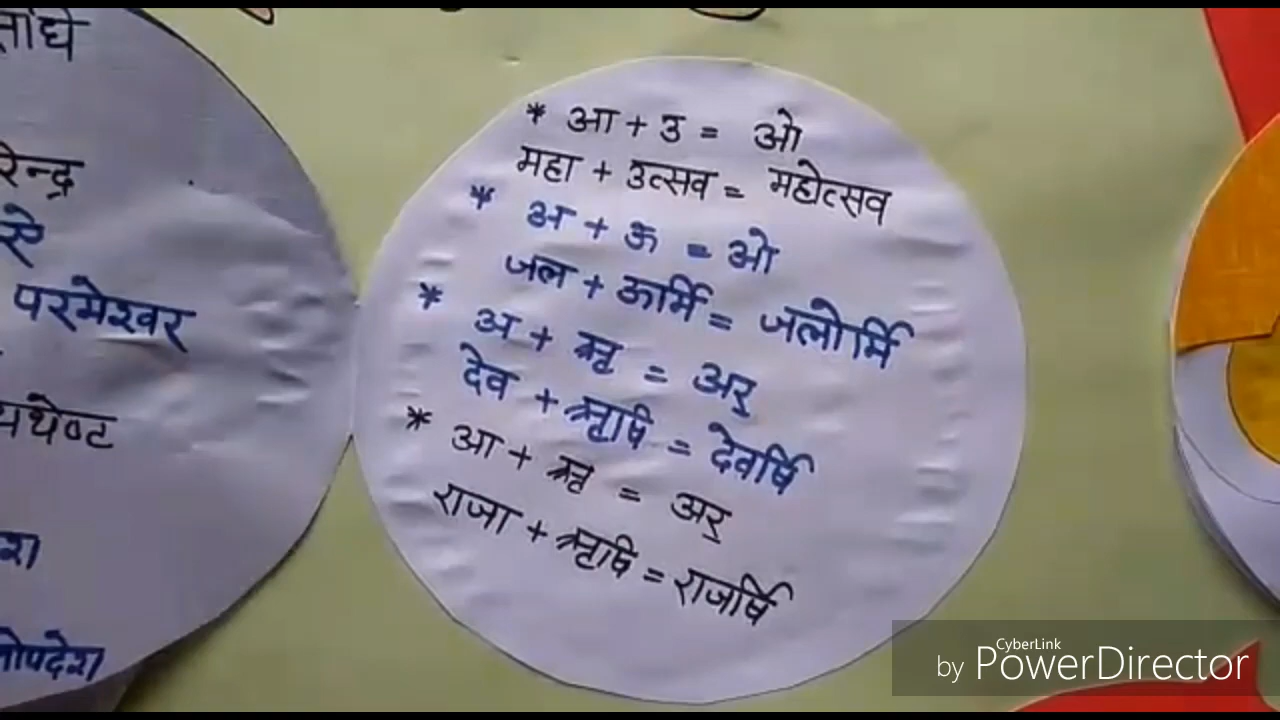 रेन्द्र
से
परमेश्वर
* आ + उ = ओ
महा + उत्सव = महोत्सव
* अ + ऊ = ओ
जल + ऊर्मि = जलोर्मि
* अ + ऋ = अर्
देव + ऋषि = देवर्षि
* आ + ऋ = अर्
राजा + ऋषि = राजर्षि
CyberLink
by PowerDirector